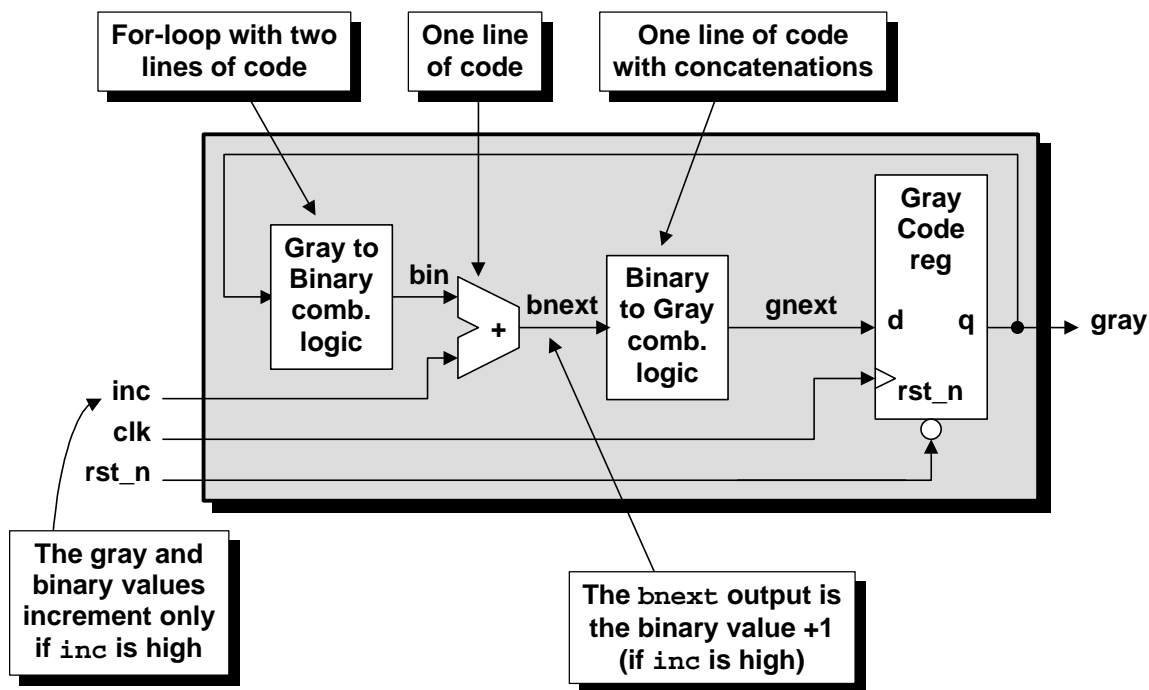 For-loop with two
lines of code
One line
of code
One line of code
with concatenations
Gray to
Binary
comb.
logic
bin
+
bnext
Binary
to Gray
comb.
logic
gnext
Gray
Code
reg
d
q
rst_n
gray
inc
clk
rst_n
The gray and
binary values
increment only
if inc is high
The bnext output is
the binary value +1
(if inc is high)